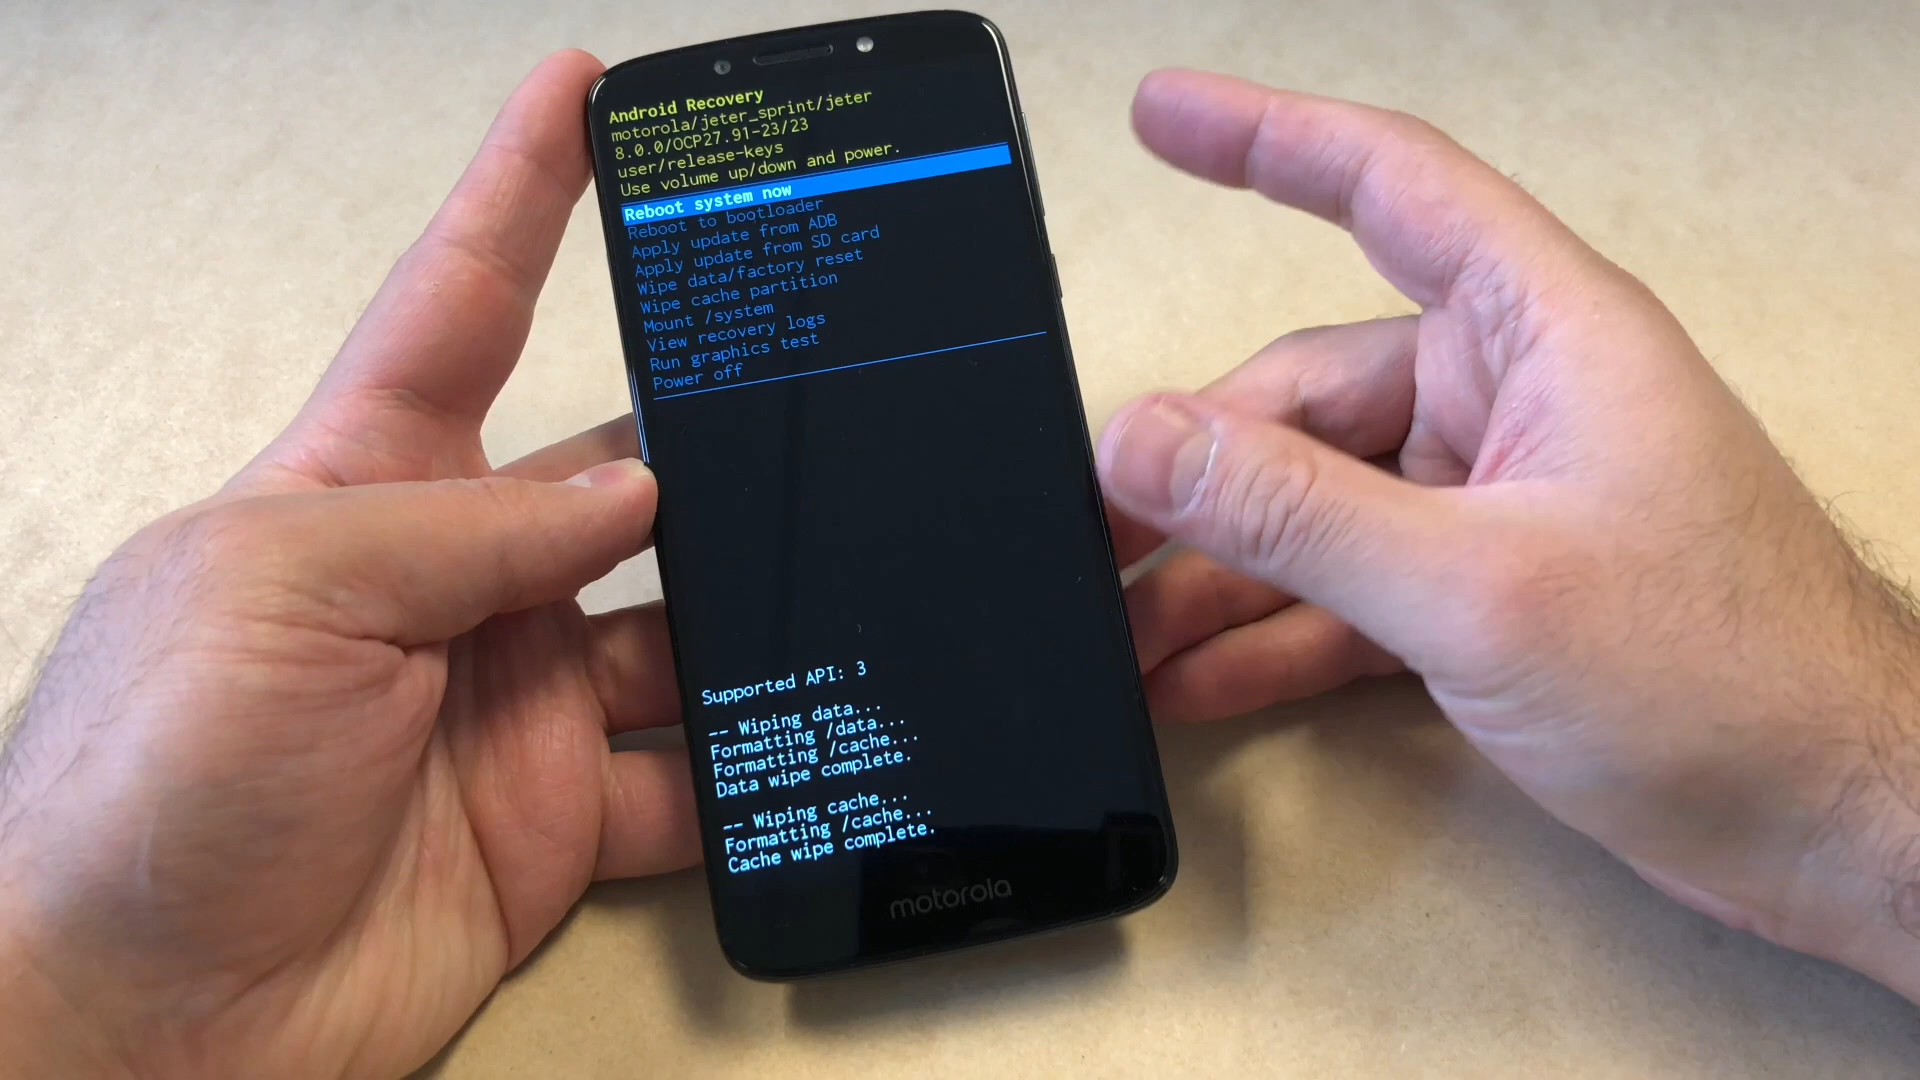 Android Recovery
motorola/jeter_sprint/jeter
8.0.0/OCP27.91-23/23
user/release-keys
Use volume up/down and power.
Reboot system now
Reboot to bootloader
Apply update from ADB
Apply update from SD card
Wipe data/factory reset
Wipe cache partition
Mount /system
View recovery logs
Run graphics test
Power off
Supported API: 3
-- Wiping data...
Formatting /data...
Formatting /cache...
Data wipe complete.
-- Wiping cache...
Formatting /cache...
Cache wipe complete.
motorola